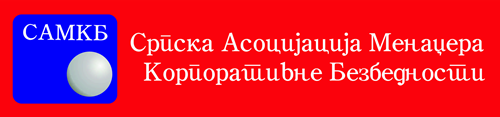 САМКБ
Српска Асоцијација Менаџера
Корпоративне Безбедности